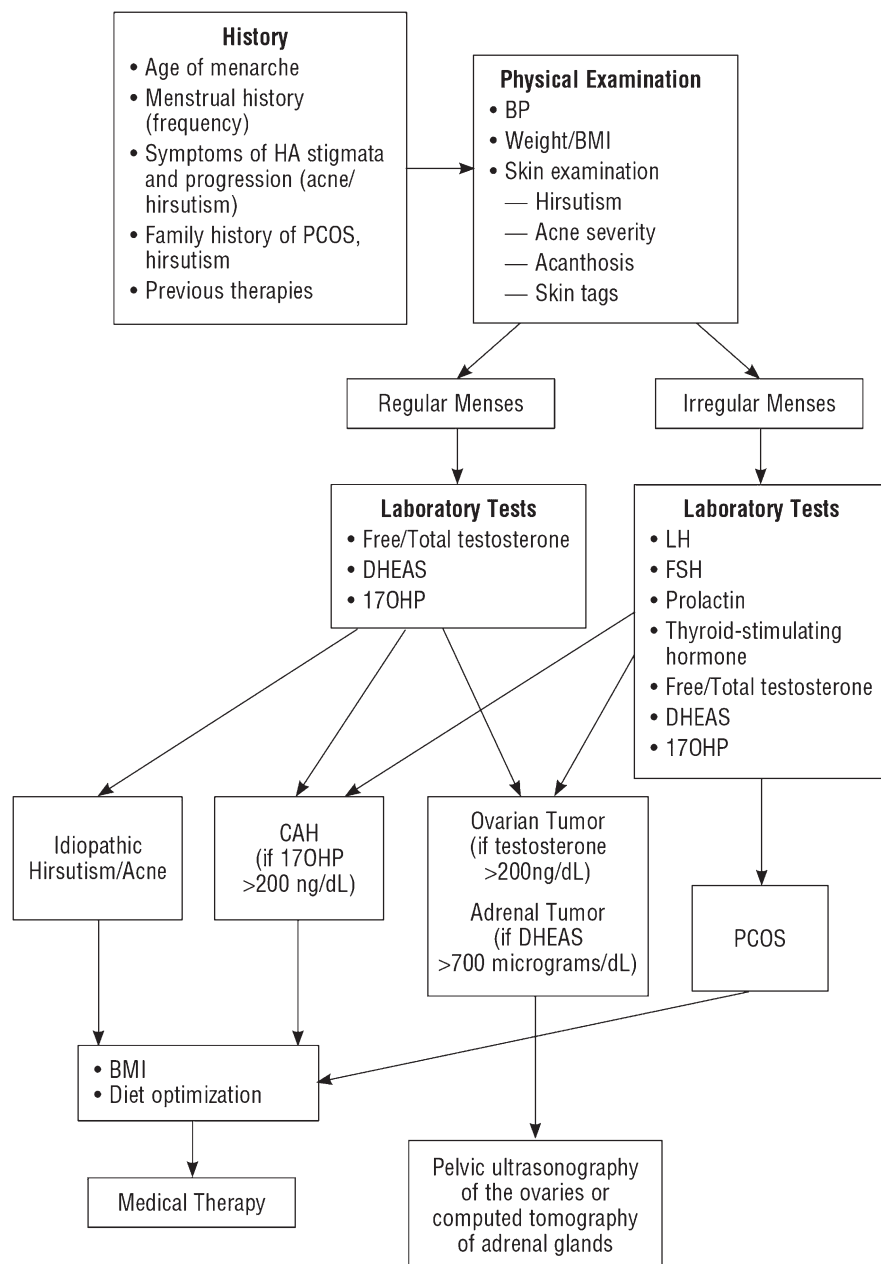 History
• Age of menarche
• Menstrual history
(frequency)
• Symptoms of HA stigmata
and progression (acne/
hirsutism)
• Family history of PCOS,
hirsutism
• Previous therapies
Physical Examination
• BP
• Weight/BMI
• Skin examination
— Hirsutism
— Acne severity
— Acanthosis
— Skin tags
Regular Menses
Irregular Menses
Laboratory Tests
• Free/Total testosterone
• DHEAS
• 17OHP
Laboratory Tests
• LH
• FSH
• Prolactin
• Thyroid-stimulating
hormone
• Free/Total testosterone
• DHEAS
• 17OHP
Idiopathic
Hirsutism/Acne
CAH
(if 17OHP
>200 ng/dL)
Ovarian Tumor
(if testosterone
>200ng/dL)
Adrenal Tumor
(if DHEAS
>700 micrograms/dL)
PCOS
• BMI
• Diet optimization
Medical Therapy
Pelvic ultrasonography
of the ovaries or
computed tomography
of adrenal glands